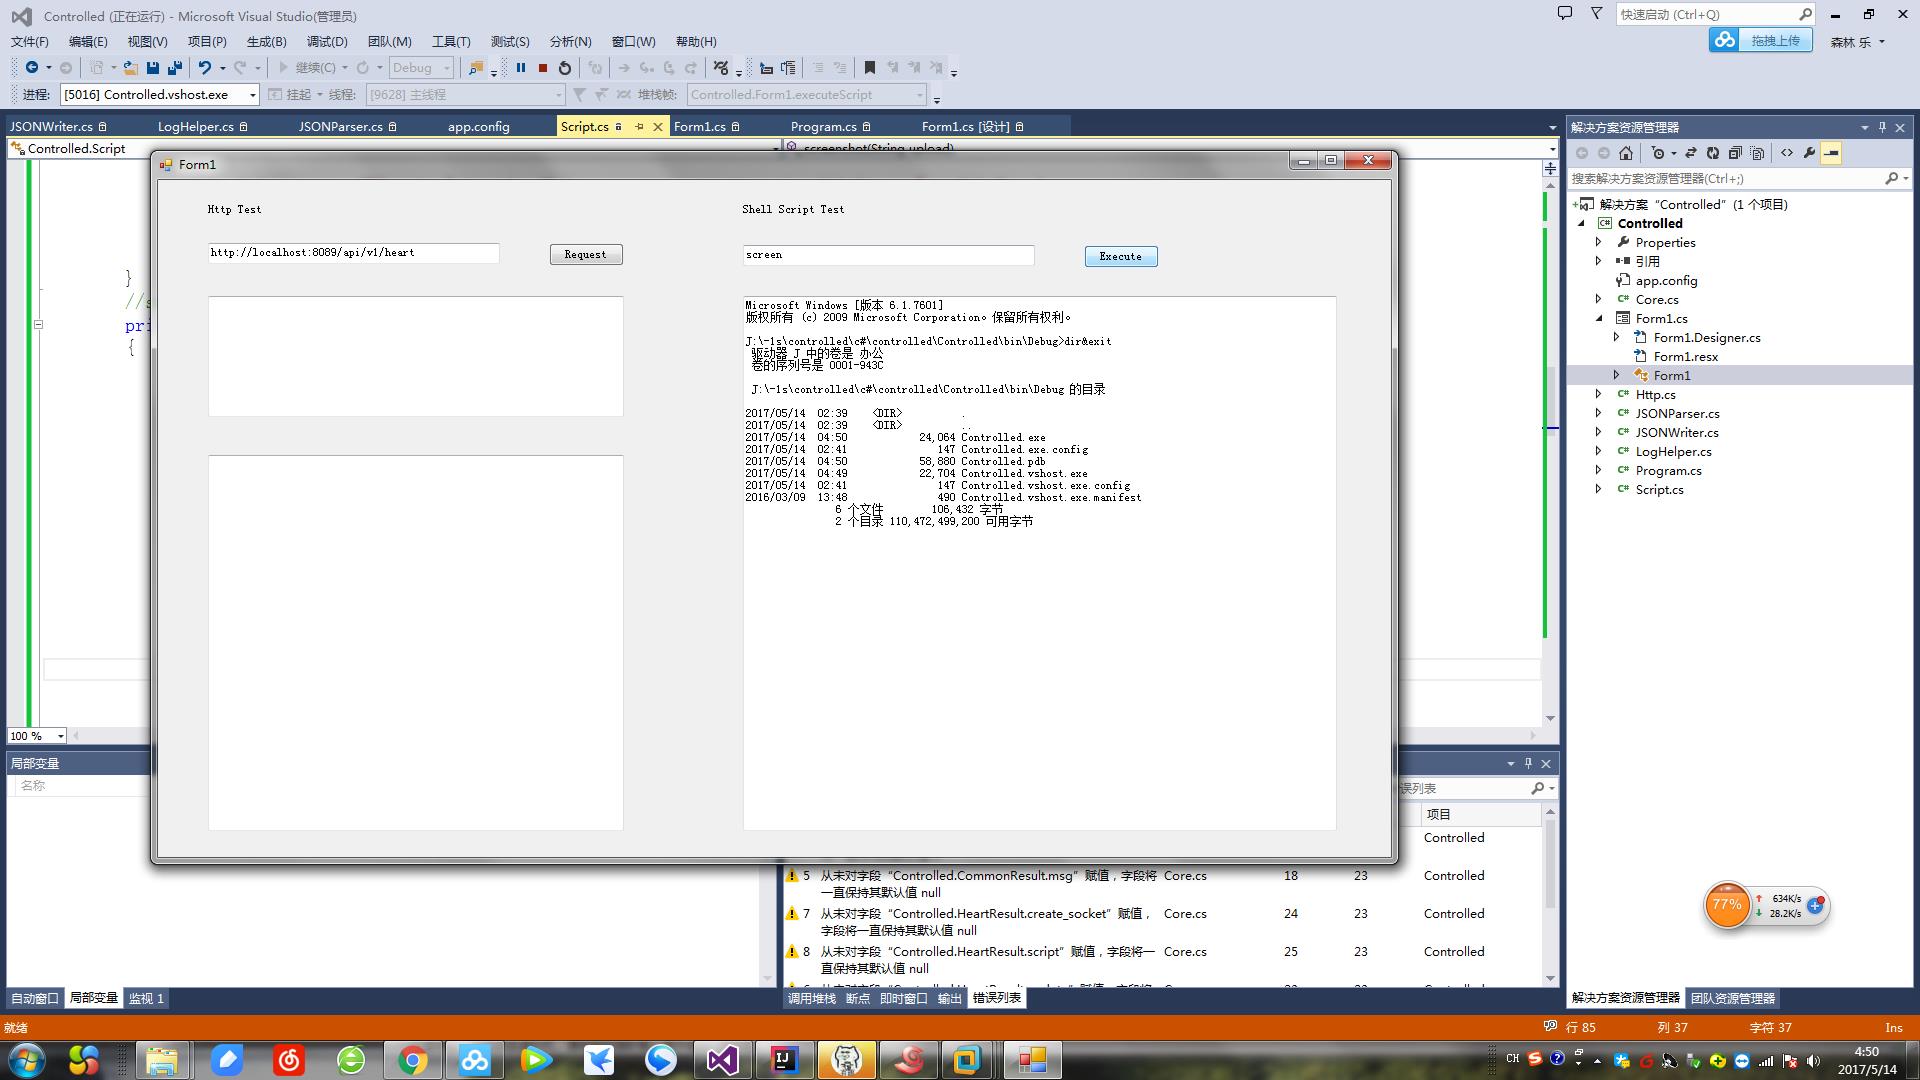 Controlled (正在运行) - Microsoft Visual Studio(管理员)
快速启动 (Ctrl+Q)
文件(F) 编辑(E) 视图(V) 项目(P) 生成(B) 调试(D) 团队(M) 工具(T) 测试(S) 分析(N) 窗口(W) 帮助(H)
拖拽上传
森林 乐
继续(C) Debug
进程: [5016] Controlled.vshost.exe 挂起 线程: [9628] 主线程 堆栈帧: Controlled.Form1.executeScript
JSONWriter.cs LogHelper.cs JSONParser.cs app.config Script.cs Form1.cs Program.cs Form1.cs [设计]
Controlled.Script
screenshot(String upload)
}
//s
pri
{
100 %
Form1
Http Test
Shell Script Test
http://localhost:8089/api/v1/heart
Request
screen
Execute
Microsoft Windows [版本 6.1.7601]
版权所有 (c) 2009 Microsoft Corporation。保留所有权利。
J:\-1s\controlled\c#\controlled\Controlled\bin\Debug>dir&exit
驱动器 J 中的卷是 办公
卷的序列号是 0001-943C
J:\-1s\controlled\c#\controlled\Controlled\bin\Debug 的目录
2017/05/14 02:39 <DIR> .
2017/05/14 02:39 <DIR> ..
2017/05/14 04:50 24,064 Controlled.exe
2017/05/14 02:41 147 Controlled.exe.config
2017/05/14 04:50 58,880 Controlled.pdb
2017/05/14 04:49 22,704 Controlled.vshost.exe
2017/05/14 02:41 147 Controlled.vshost.exe.config
2016/03/09 13:48 490 Controlled.vshost.exe.manifest
6 个文件 106,432 字节
2 个目录 110,472,499,200 可用字节
解决方案资源管理器
搜索解决方案资源管理器(Ctrl+;)
解决方案“Controlled”(1 个项目)
Controlled
Properties
引用
app.config
Core.cs
Form1.cs
Form1.Designer.cs
Form1.resx
Form1
Http.cs
JSONParser.cs
JSONWriter.cs
LogHelper.cs
Program.cs
Script.cs
局部变量
名称
误列表
项目
Controlled
5 从未对字段“Controlled.CommonResult.msg”赋值，字段将 Core.cs 18 23 Controlled
一直保持其默认值 null
7 从未对字段“Controlled.HeartResult.create_socket”赋值， Core.cs 24 23 Controlled
字段将一直保持其默认值 null
8 从未对字段“Controlled.HeartResult.script”赋值，字段将一 Core.cs 25 23 Controlled
直保持其默认值 null
77% 634K/s
28.2K/s
自动窗口 局部变量 监视 1
调用堆栈 断点 即时窗口 输出 错误列表
解决方案资源管理器 团队资源管理器
就绪
行 85 列 37 字符 37 Ins
CH
4:50
2017/5/14